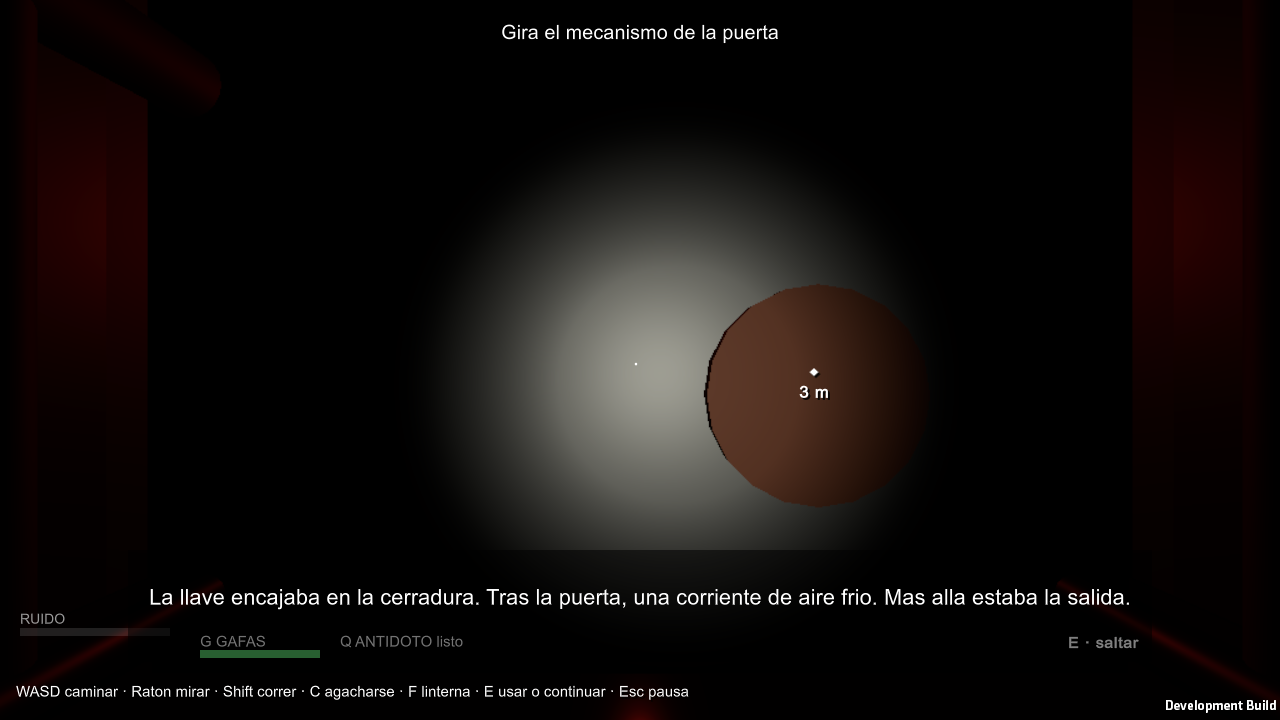 Gira el mecanismo de la puerta
3 m
La llave encajaba en la cerradura. Tras la puerta, una corriente de aire frio. Mas alla estaba la salida.
RUIDO
G GAFAS
Q ANTIDOTO listo
E · saltar
WASD caminar · Raton mirar · Shift correr · C agacharse · F linterna · E usar o continuar · Esc pausa
Development Build